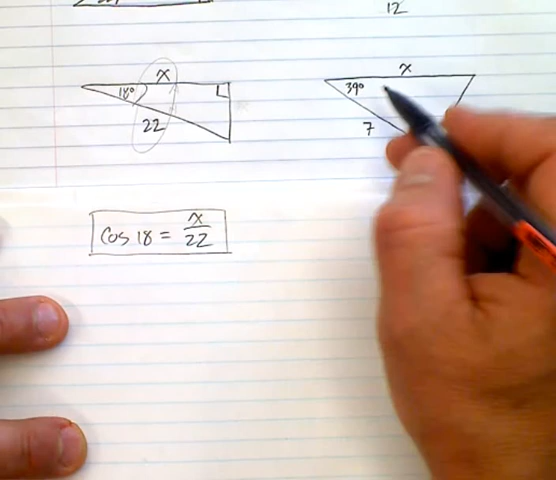 12
x
18°
22
x
39°
7
cos 18 = x/22